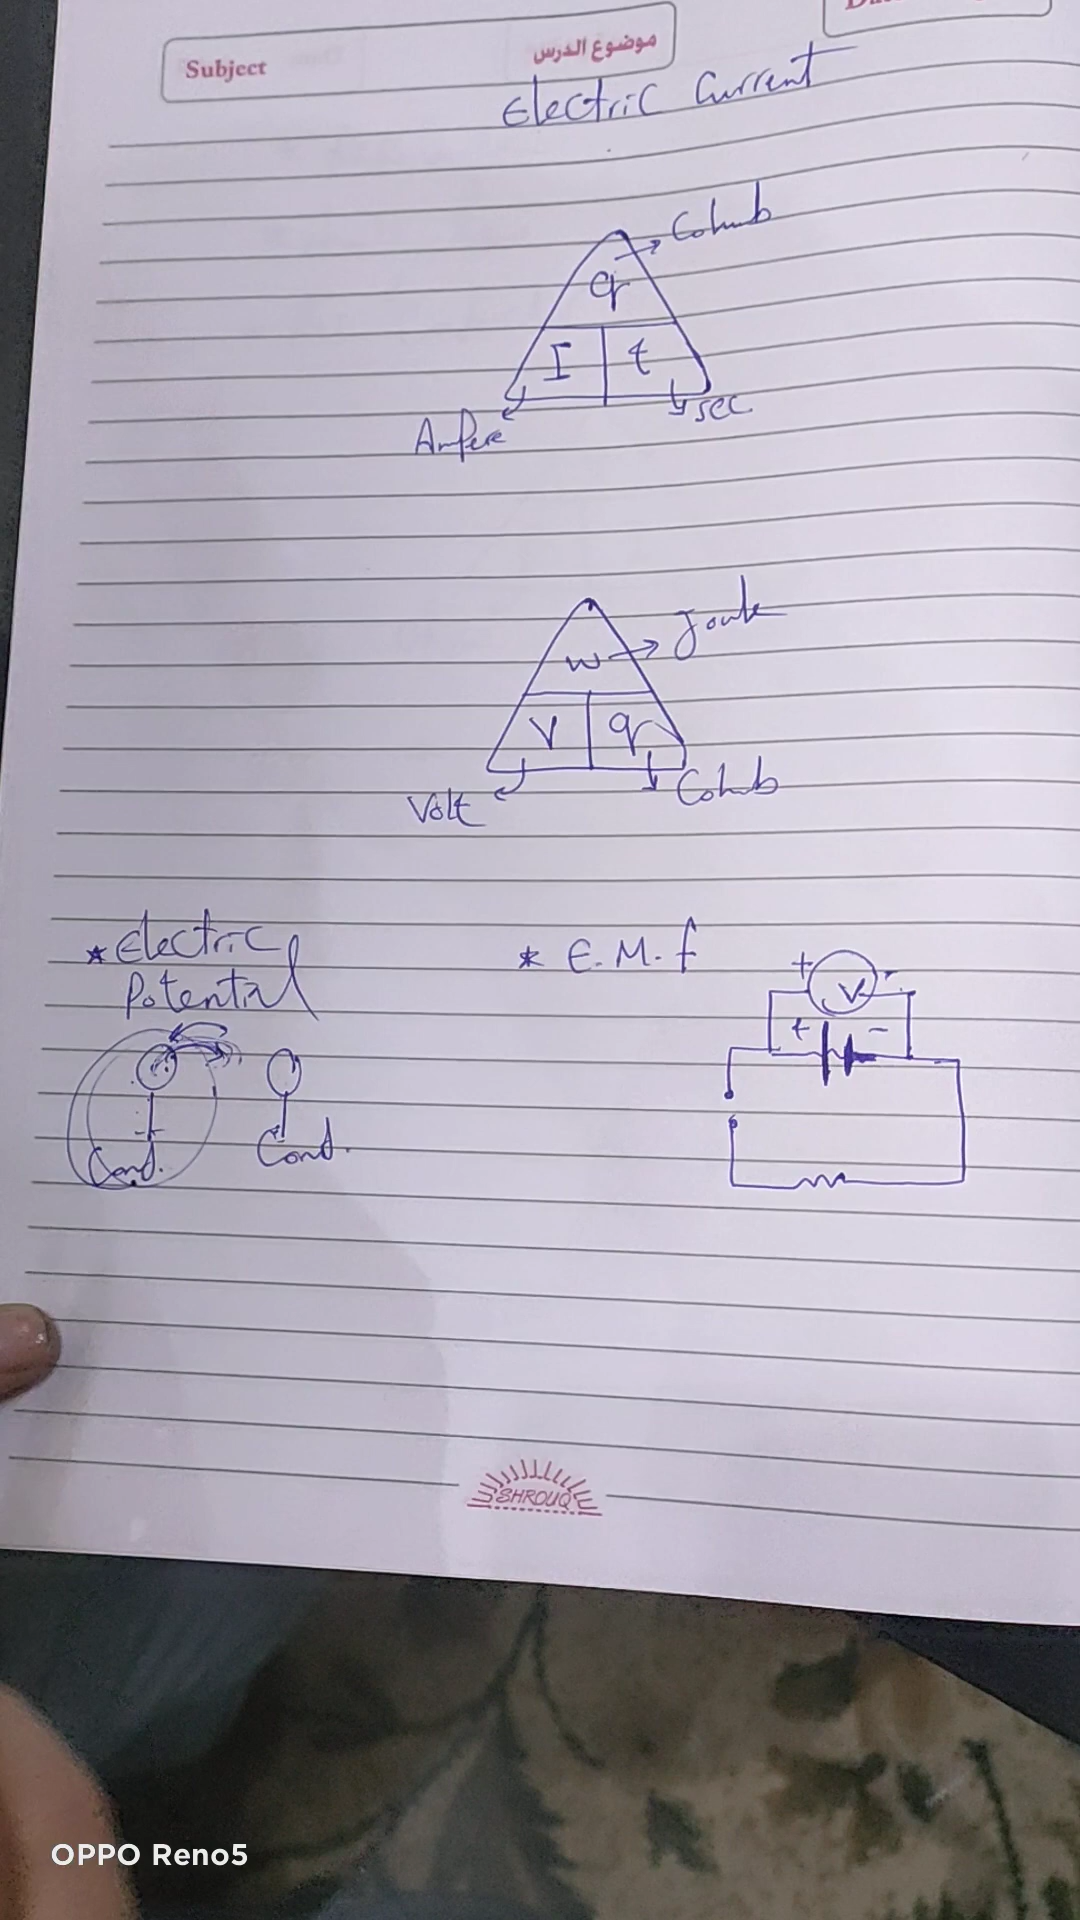 Subject
موضوع الدرس
Electric Current
Columb
q
I t
Ampere
sec
Joule
w
V q
Volt
Columb
* Electric
Potential
* E.M.f
+ V -
+ -
Cond.
Cond.
SHROUQ
OPPO Reno5